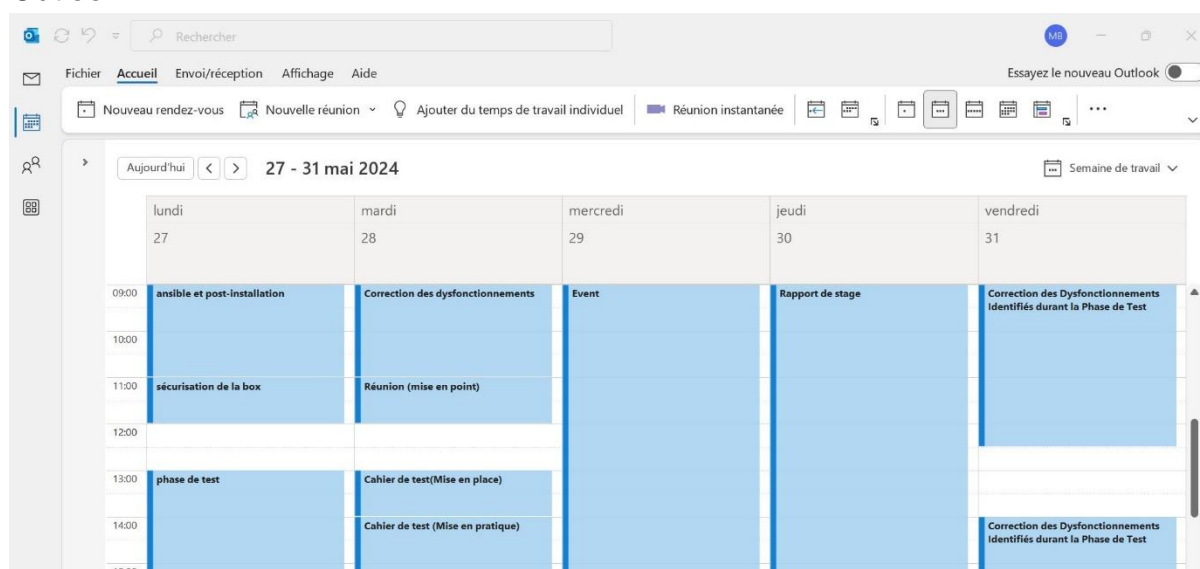 Rechercher
MB
Fichier Accueil Envoi/réception Affichage Aide
Essayez le nouveau Outlook
Nouveau rendez-vous Nouvelle réunion Ajouter du temps de travail individuel Réunion instantanée
Aujourd'hui 27 - 31 mai 2024 Semaine de travail
lundi mardi mercredi jeudi vendredi
27 28 29 30 31
09:00 ansible et post-installation Correction des dysfonctionnements Event Rapport de stage Correction des Dysfonctionnements
Identifiés durant la Phase de Test
10:00
11:00 sécurisation de la box Réunion (mise en point)
12:00
13:00 phase de test Cahier de test(Mise en place)
14:00 Cahier de test (Mise en pratique) Correction des Dysfonctionnements
Identifiés durant la Phase de Test